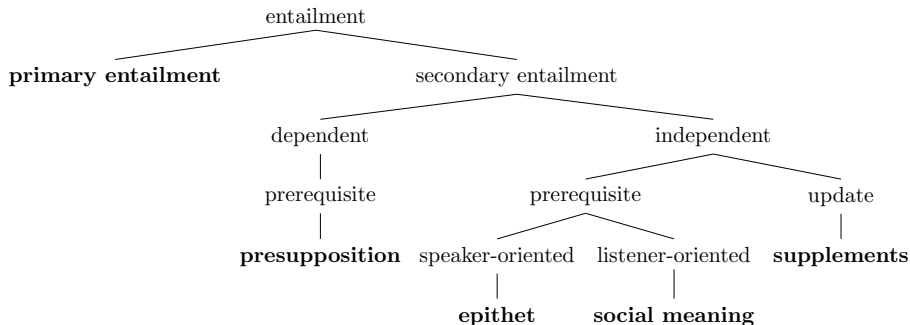 entailment
primary entailment secondary entailment
dependent independent
prerequisite prerequisite update
presupposition speaker-oriented listener-oriented supplements
epithet social meaning